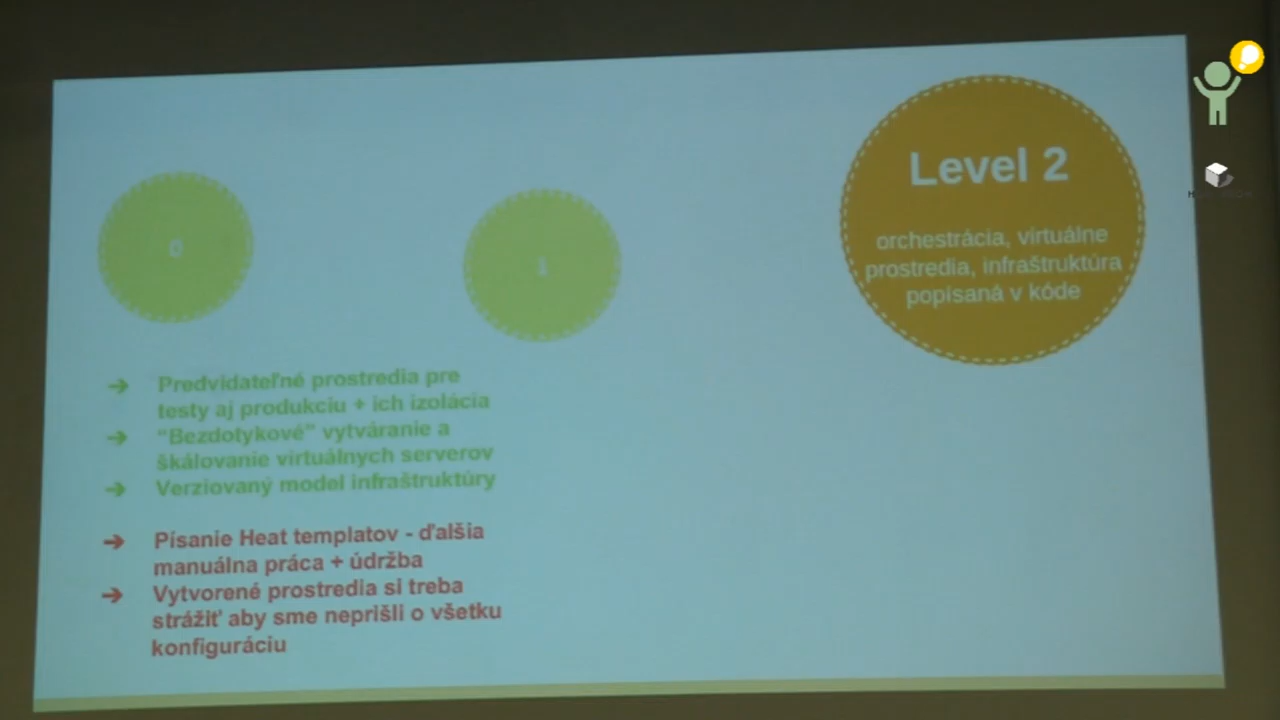 0
1
Level 2
orchestrácia, virtuálne
prostredia, infraštruktúra
popísaná v kóde
➔ Predvídateľné prostredia pre
testy aj produkciu + ich izolácia
➔ “Bezdotykové” vytváranie a
škálovanie virtuálnych serverov
➔ Verziovaný model infraštruktúry
➔ Písanie Heat templatov - ďalšia
manuálna práca + údržba
➔ Vytvorené prostredia si treba
strážiť aby sme neprišli o všetku
konfiguráciu